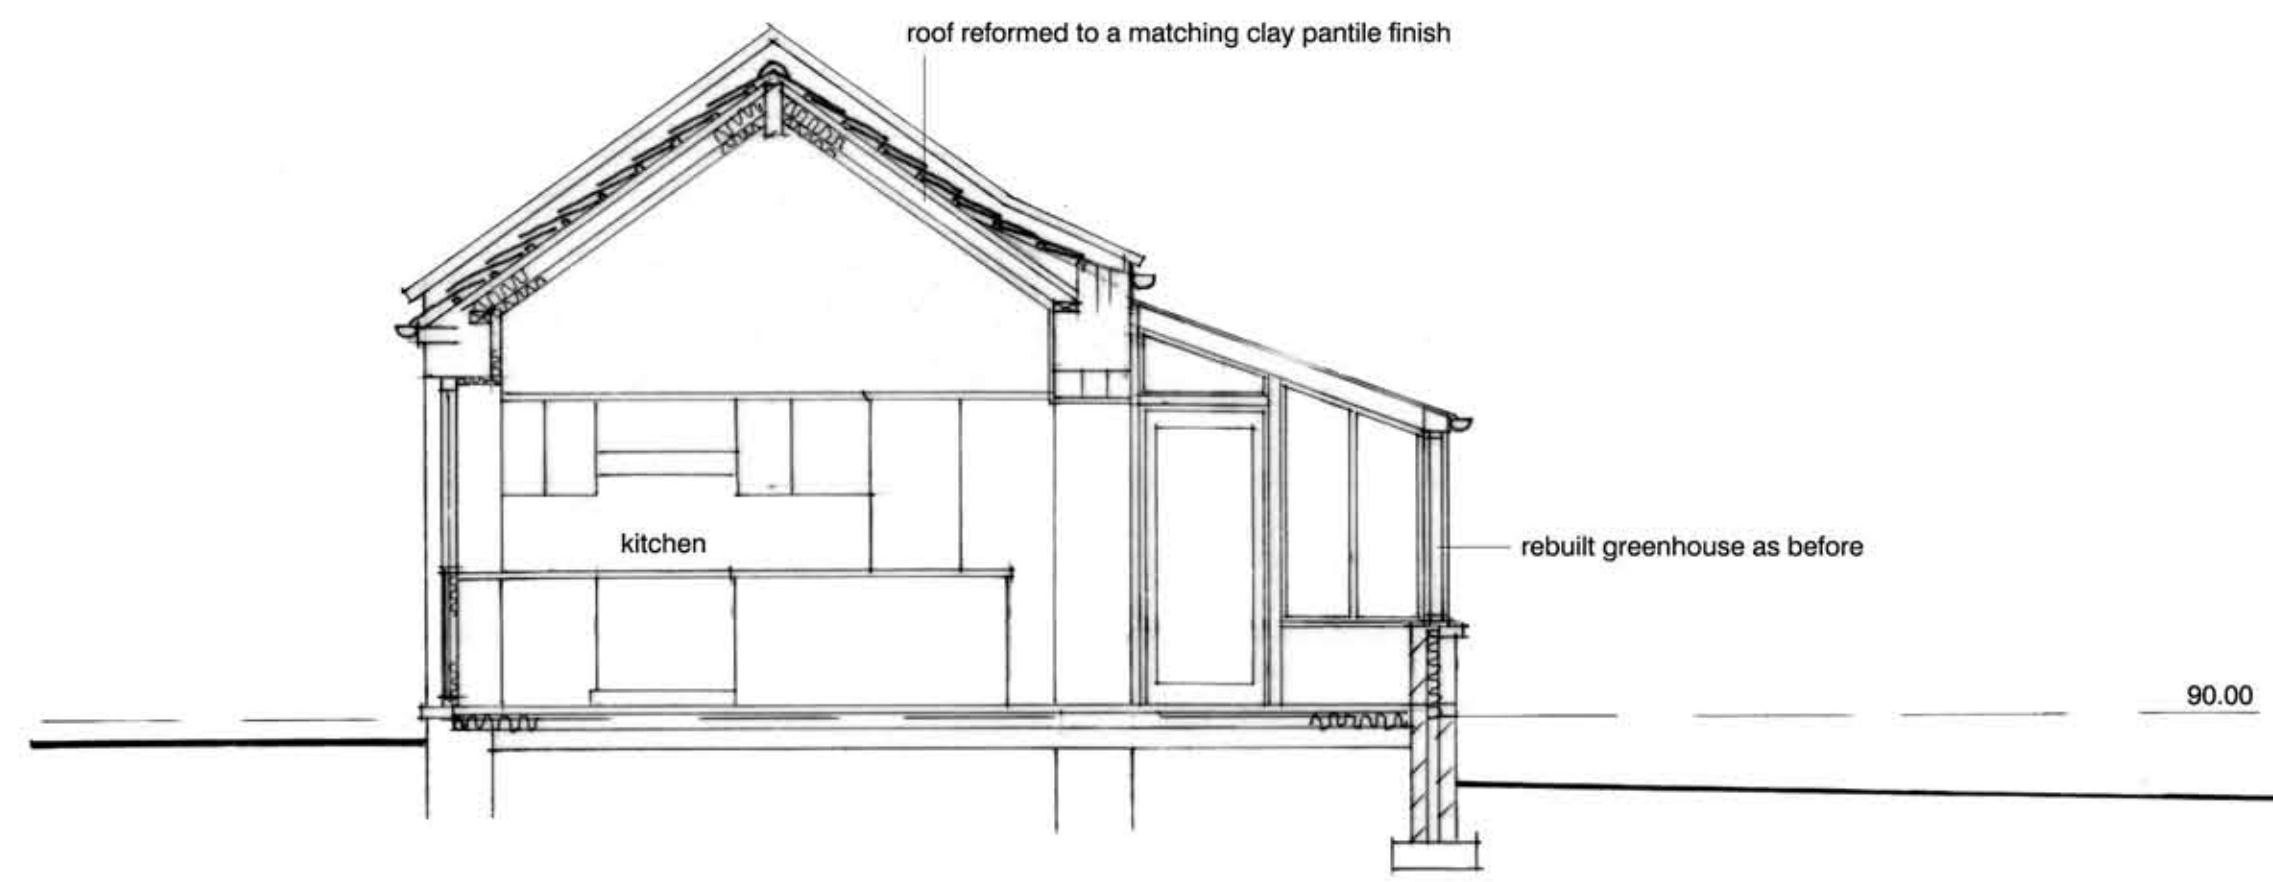 roof reformed to a matching clay pantile finish
kitchen
rebuilt greenhouse as before
90.00